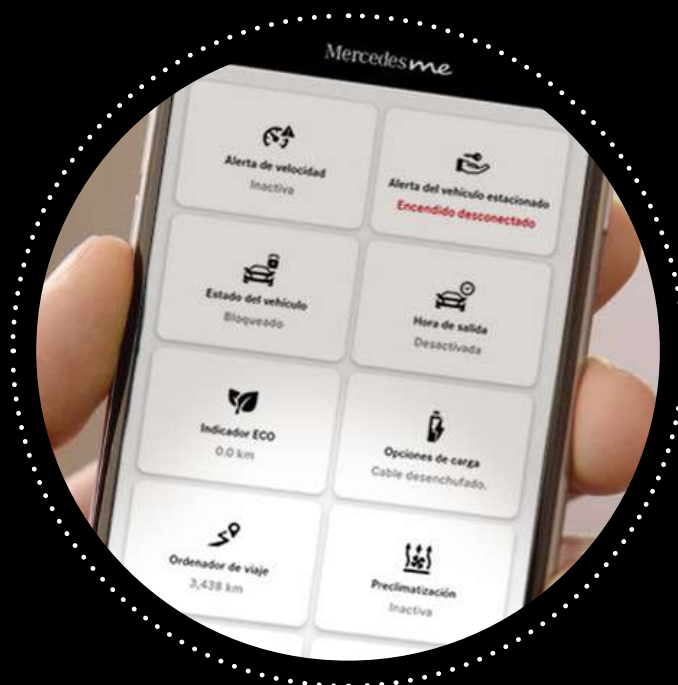 Mercedes me
Alerta de velocidad
Inactiva
Alerta del vehículo estacionado
Encendido desconectado
Estado del vehículo
Bloqueado
Hora de salida
Desactivada
Indicador ECO
0.0 km
Opciones de carga
Cable desenchufado.
Ordenador de viaje
3,438 km
Preclimatización
Inactiva